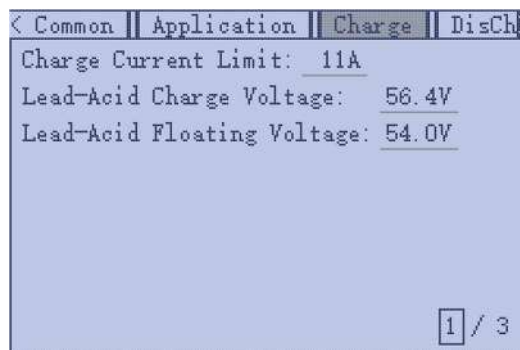 < Common || Application || Charge || DisCh
Charge Current Limit: 11A
Lead-Acid Charge Voltage: 56.4V
Lead-Acid Floating Voltage: 54.0V
1 / 3